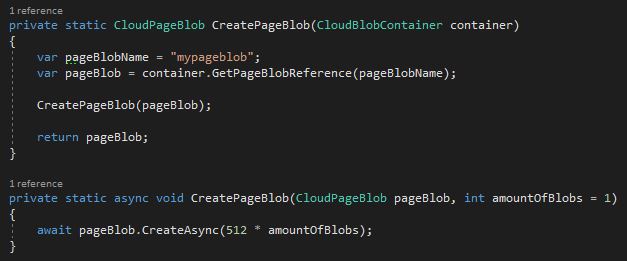 1 reference
private static CloudPageBlob CreatePageBlob(CloudBlobContainer container)
{
var pageBlobName = "mypageblob";
var pageBlob = container.GetPageBlobReference(pageBlobName);
CreatePageBlob(pageBlob);
return pageBlob;
}
1 reference
private static async void CreatePageBlob(CloudPageBlob pageBlob, int amountOfBlobs = 1)
{
await pageBlob.CreateAsync(512 * amountOfBlobs);
}